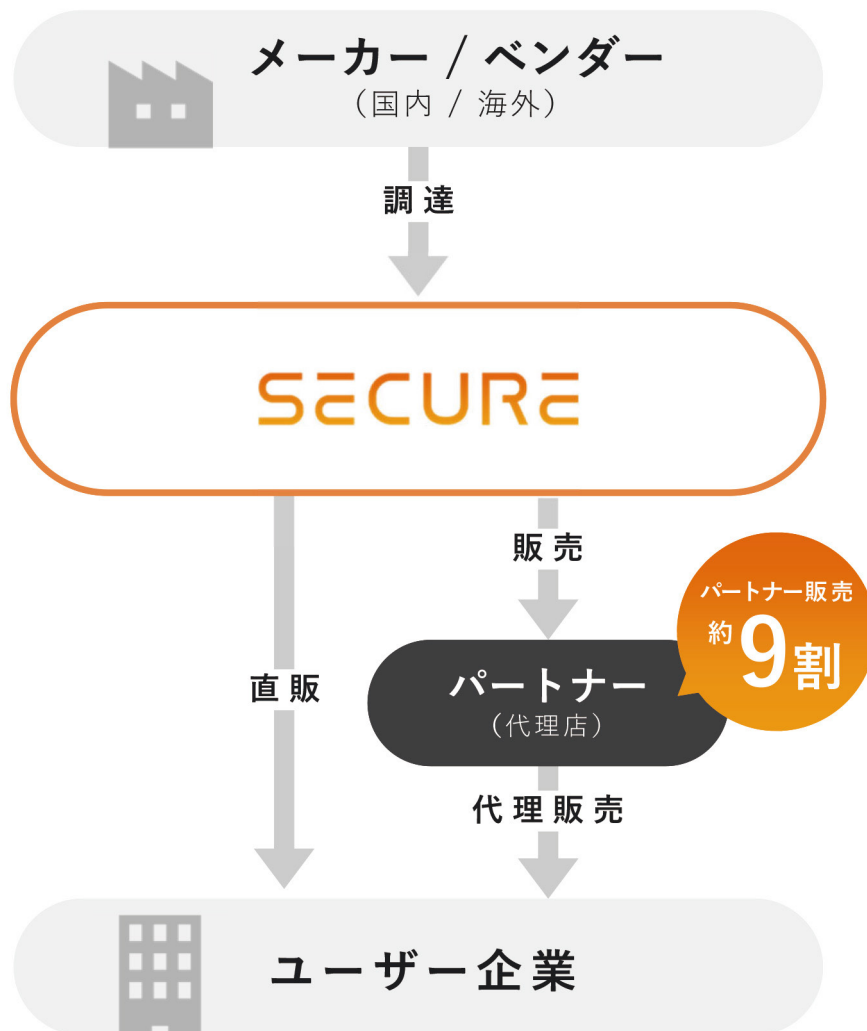 メーカー / ベンダー
（国内 / 海外）
調達
SECURE
販売
パートナー販売
約9割
直販
パートナー
（代理店）
代理販売
ユーザー企業